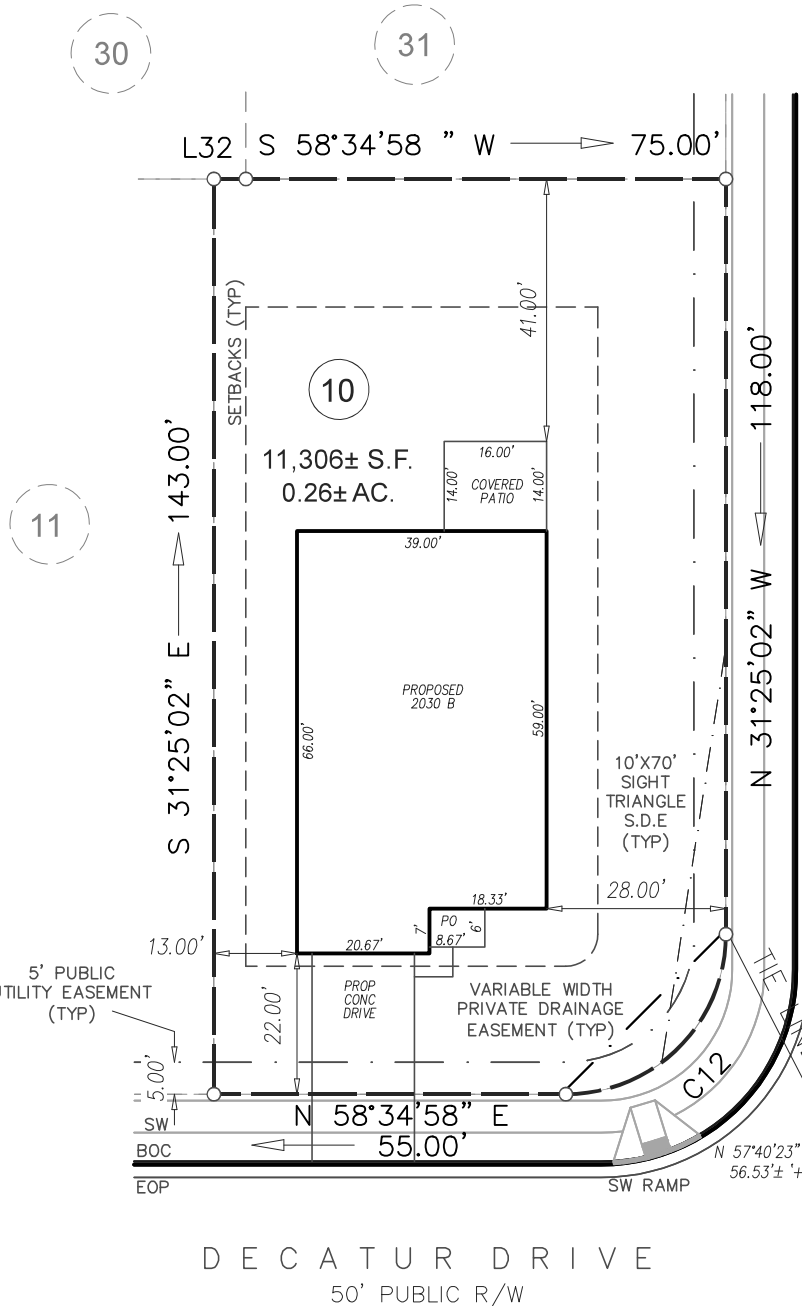 30
31
L32 S 58°34'58 " W 75.00'
SETBACKS (TYP)
41.00'
118.00'
10
143.00'
11,306± S.F.
0.26± AC.
16.00'
14.00'
COVERED
PATIO
14.00'
11
39.00'
N 31°25'02" W
S 31°25'02" E
PROPOSED
2030 B
66.00'
59.00'
10'X70'
SIGHT
TRIANGLE
S.D.E
(TYP)
18.33'
28.00'
PO
7'
6'
8.67'
20.67'
13.00'
5' PUBLIC
UTILITY EASEMENT
(TYP)
22.00'
PROP
CONC
DRIVE
VARIABLE WIDTH
PRIVATE DRAINAGE
EASEMENT (TYP)
TIE
5.00'
C12
N 58°34'58" E
55.00'
SW
BOC
EOP
N 57°40'23"
56.53'±
SW RAMP
DECATUR DRIVE
50' PUBLIC R/W